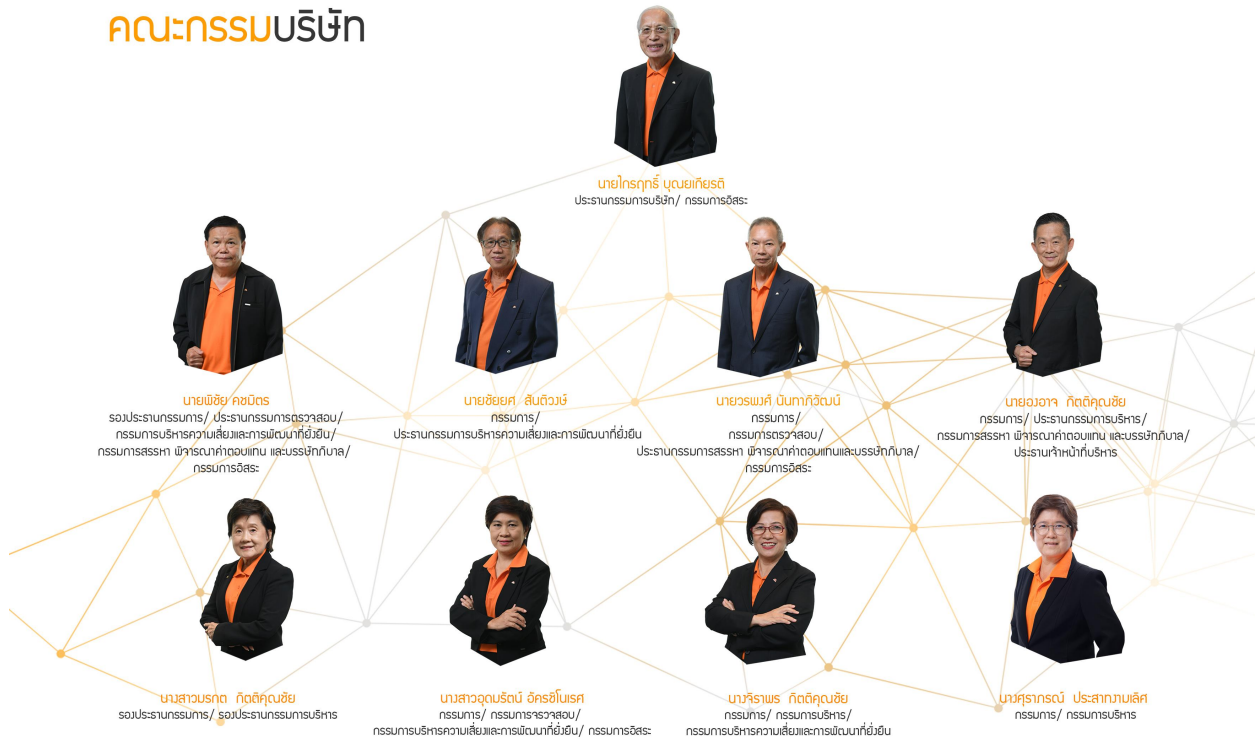 คณะกรรมบริษัท
นายไกรฤทธิ์ บุณยเกียรติ
ประธานกรรมการบริษัท/ กรรมการอิสระ
นายพิชัย คชมิตร
รองประธานกรรมการ/ ประธานกรรมการตรวจสอบ/
กรรมการบริหารความเสี่ยงและการพัฒนาที่ยั่งยืน/
กรรมการสรรหา พิจารณาค่าตอบแทน และบรรษัทภิบาล/
กรรมการอิสระ
นายชัยยศ สันติวงษ์
กรรมการ/
ประธานกรรมการบริหารความเสี่ยงและการพัฒนาที่ยั่งยืน
นายวรพงศ์ นันทาภิวัฒน์
กรรมการ/
กรรมการตรวจสอบ/
ประธานกรรมการสรรหา พิจารณาค่าตอบแทนและบรรษัทภิบาล/
กรรมการอิสระ
นายองอาจ กิตติคุณชัย
กรรมการ/ ประธานกรรมการบริหาร/
กรรมการสรรหา พิจารณาค่าตอบแทน และบรรษัทภิบาล/
ประธานเจ้าหน้าที่บริหาร
นางสาวมรกต กิตติคุณชัย
รองประธานกรรมการ/ รองประธานกรรมการบริหาร
นางสาวอุดมรัตน์ อัครชิโนเรศ
กรรมการ/ กรรมการจรวจสอบ/
กรรมการบริหารความเสี่ยงและการพัฒนาที่ยั่งยืน/ กรรมการอิสระ
นางจิราพร กิตติคุณชัย
กรรมการ/ กรรมการบริหาร/
กรรมการบริหารความเสี่ยงและการพัฒนาที่ยั่งยืน
นางศุราภรณ์ ประสาทงามเลิศ
กรรมการ/ กรรมการบริหาร